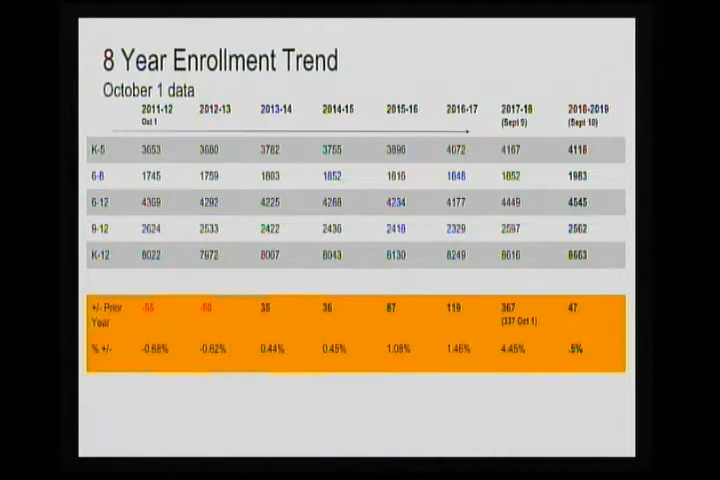 8 Year Enrollment Trend
October 1 data
2011-12 2012-13 2013-14 2014-15 2015-16 2016-17 2017-18 2018-2019
Oct 1 (Sept 9) (Sept 10)
K-5 3653 3680 3782 3755 3896 4072 4167 4118
6-8 1745 1759 1803 1852 1816 1848 1852 1983
6-12 4369 4292 4225 4288 4234 4177 4449 4545
9-12 2624 2533 2422 2436 2418 2329 2597 2562
K-12 8022 7972 8007 8043 8130 8249 8616 8663
+/- Prior -55 -50 35 36 87 119 367 47
Year (337 Oct 1)
% +/- -0.68% -0.62% 0.44% 0.45% 1.08% 1.46% 4.45% .5%